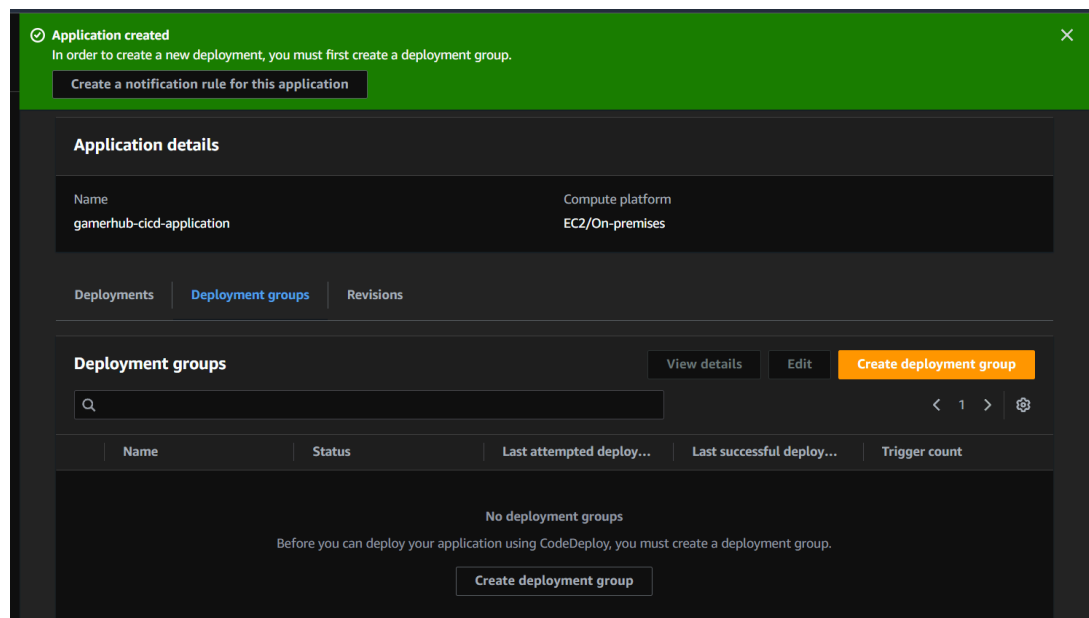 Application created
In order to create a new deployment, you must first create a deployment group.
Create a notification rule for this application
Application details
Name
gamerhub-cicd-application
Compute platform
EC2/On-premises
Deployments
Deployment groups
Revisions
Deployment groups
View details
Edit
Create deployment group
1
Name
Status
Last attempted deploy...
Last successful deploy...
Trigger count
No deployment groups
Before you can deploy your application using CodeDeploy, you must create a deployment group.
Create deployment group